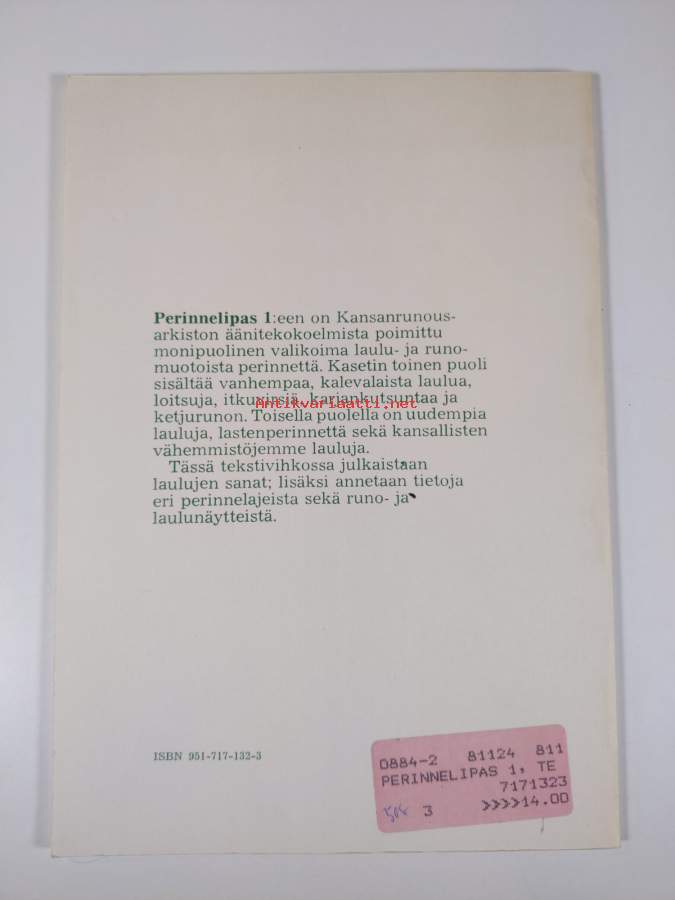 Perinnelipas 1:een on Kansanrunous-
arkiston äänitekokoelmista poimittu
monipuolinen valikoima laulu- ja runo-
muotoista perinnettä. Kasetin toinen puoli
sisältää vanhempaa, kalevalaista laulua,
loitsuja, itkuvirsiä, karjankutsuntaa ja
Antikvariaatti.net
ketjurunon. Toisella puolella on uudempia
lauluja, lastenperinnettä sekä kansallisten
vähemmistöjemme lauluja.
Tässä tekstivihkossa julkaistaan
laulujen sanat; lisäksi annetaan tietoja
eri perinnelajeista sekä runo- ja
laulunäytteistä.
ISBN 951-717-132-3
0884-2 81124 811
PERINNELIPAS 1, TE
7171323
3 >>>>14.00